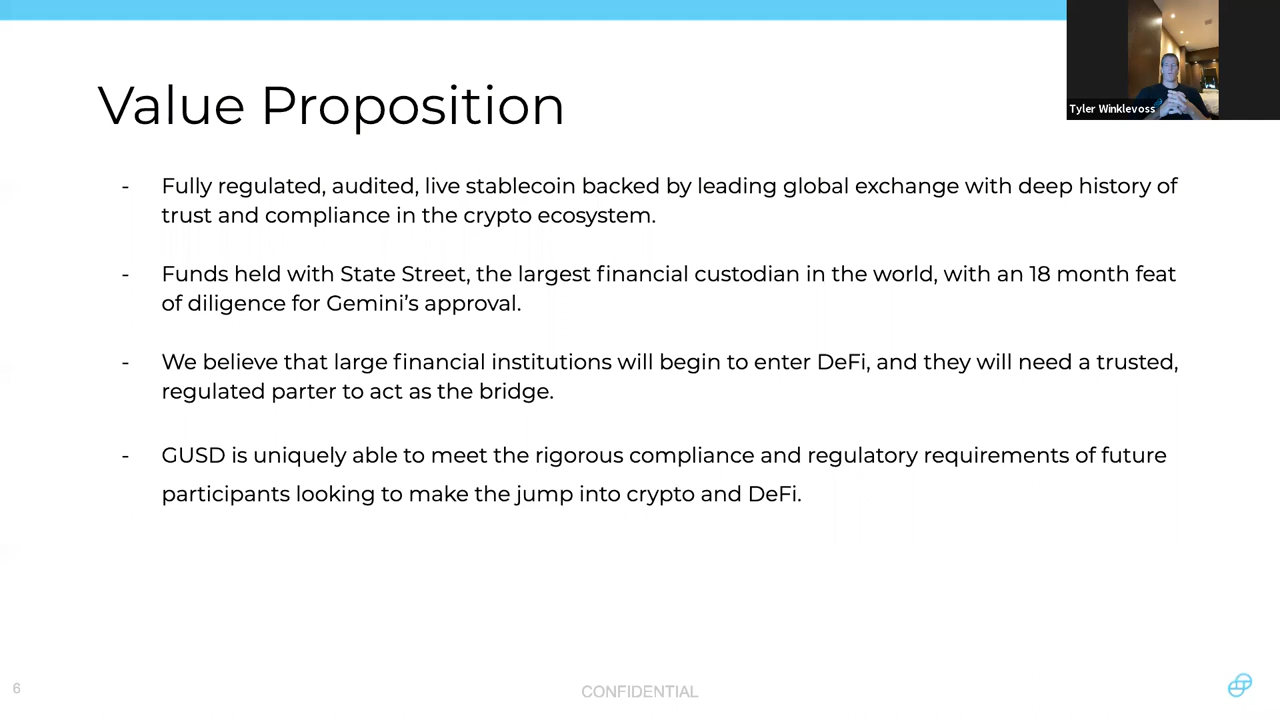 Value Proposition
Tyler Winklevoss
- Fully regulated, audited, live stablecoin backed by leading global exchange with deep history of
trust and compliance in the crypto ecosystem.
- Funds held with State Street, the largest financial custodian in the world, with an 18 month feat
of diligence for Gemini’s approval.
- We believe that large financial institutions will begin to enter DeFi, and they will need a trusted,
regulated parter to act as the bridge.
- GUSD is uniquely able to meet the rigorous compliance and regulatory requirements of future
participants looking to make the jump into crypto and DeFi.
6
CONFIDENTIAL